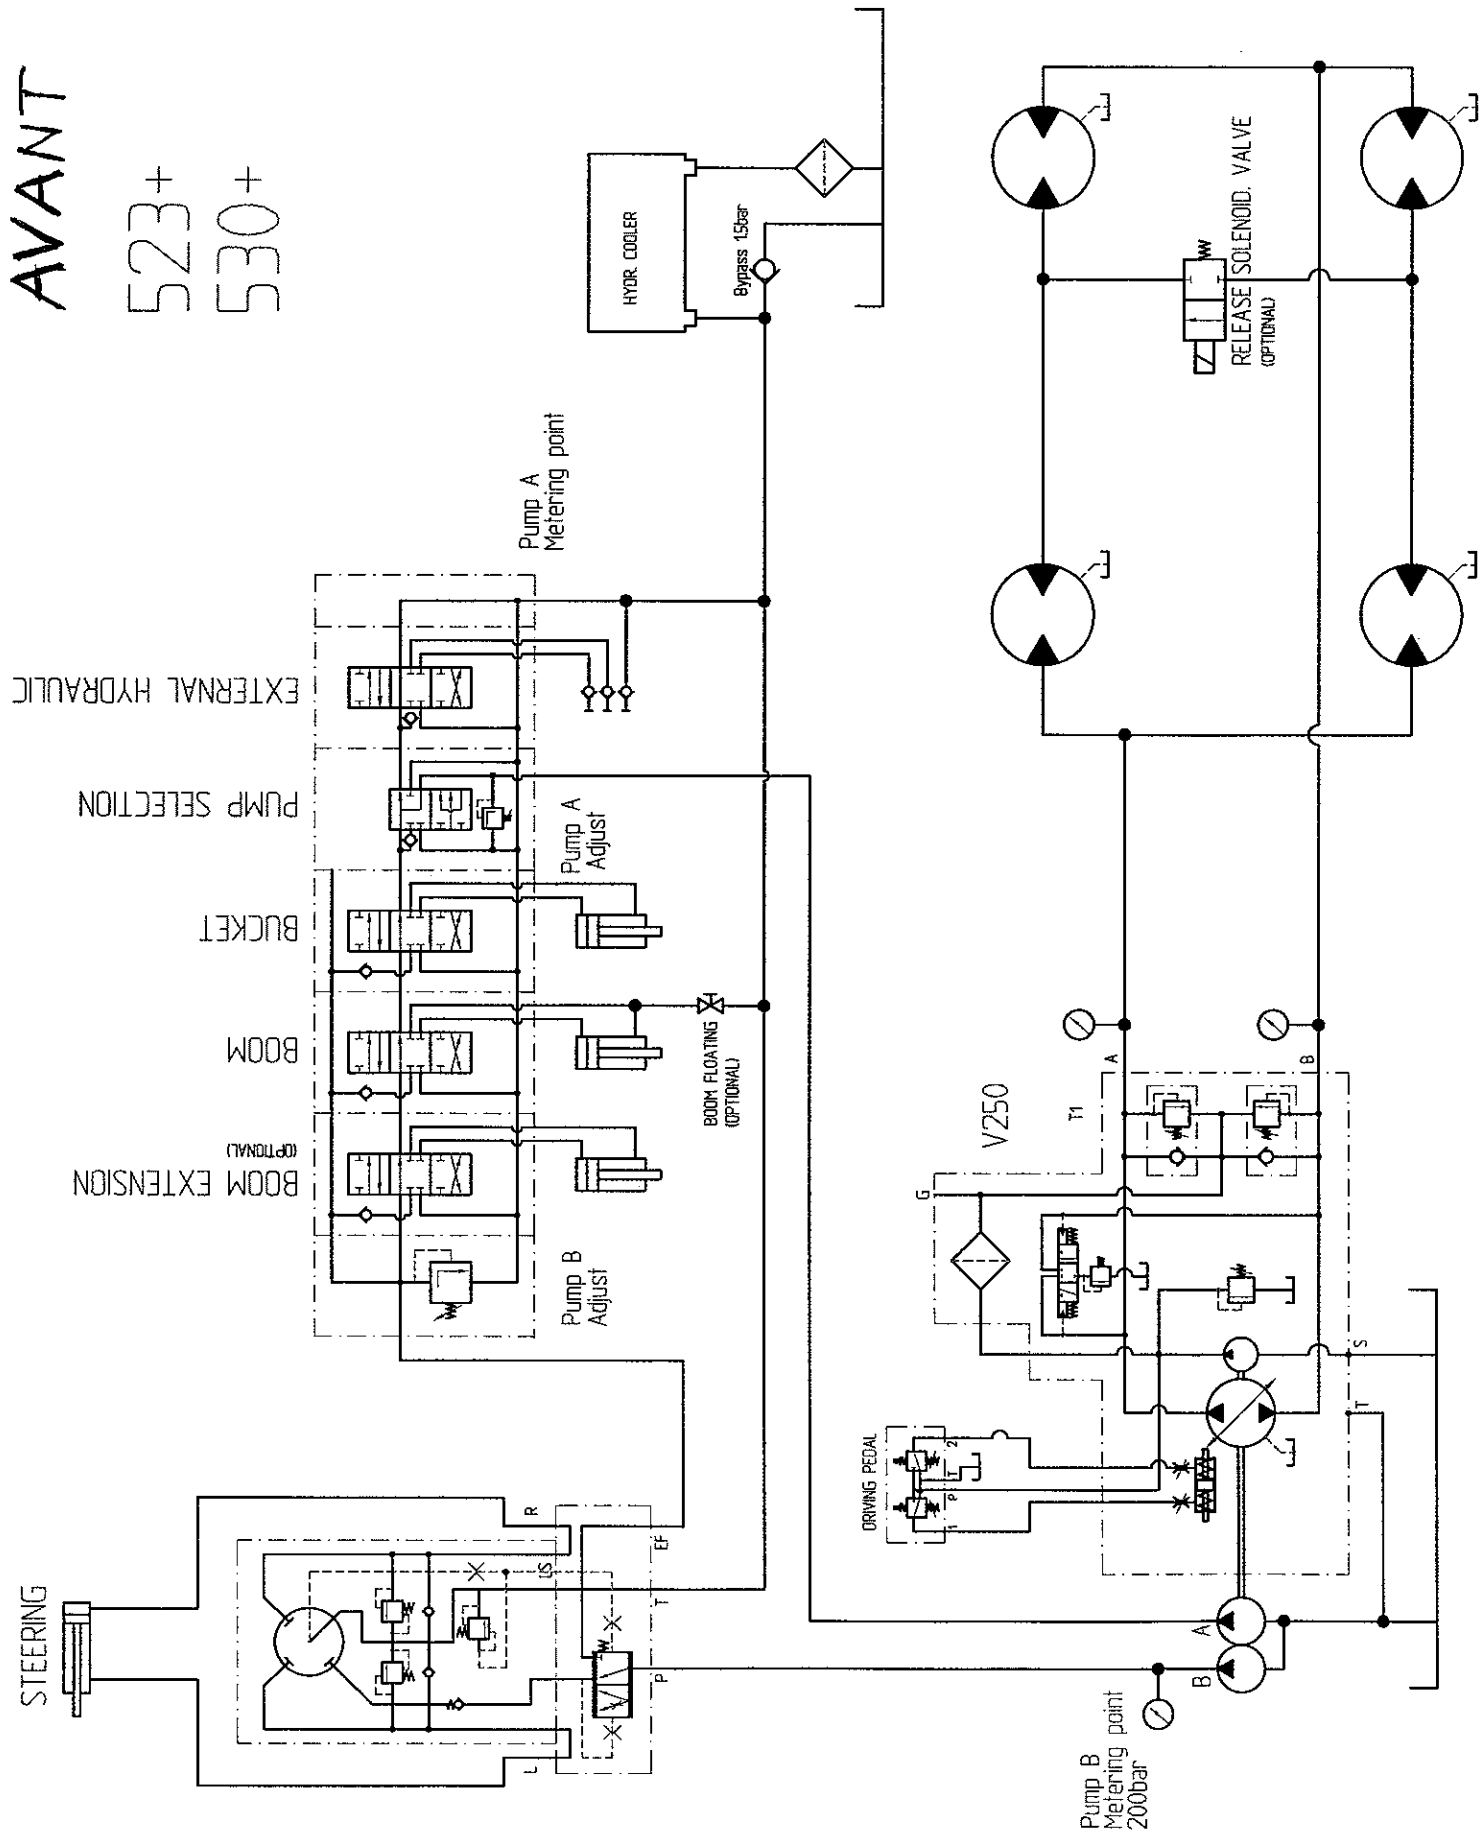 AVANT
523+
530+
STEERING
R
L
LS
EF
T
P
BOOM EXTENSION
(OPTIONAL)
BOOM
BUCKET
PUMP SELECTION
EXTERNAL HYDRAULIC
Pump B
Adjust
Pump A
Adjust
Pump A
Metering point
BOOM FLOATING
(OPTIONAL)
HYDR. COOLER
Bypass 1.5bar
Pump B
Metering point
200bar
B
A
DRIVING PEDAL
1
P
T
2
V250
G
T1
A
B
T
S
RELEASE SOLENOID. VALVE
(OPTIONAL)